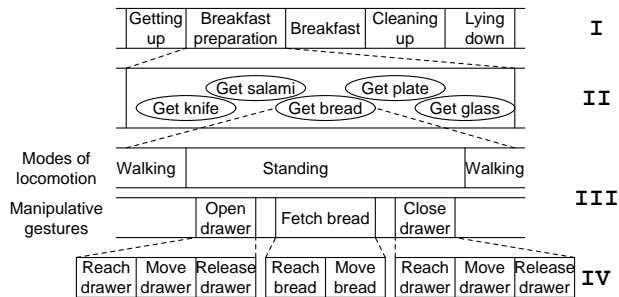 Getting up
Breakfast preparation
Breakfast
Cleaning up
Lying down
I
Get salami
Get plate
Get knife
Get bread
Get glass
II
Modes of locomotion
Walking
Standing
Walking
III
Manipulative gestures
Open drawer
Fetch bread
Close drawer
Reach drawer
Move drawer
Release drawer
Reach bread
Move bread
Reach drawer
Move drawer
Release drawer
IV